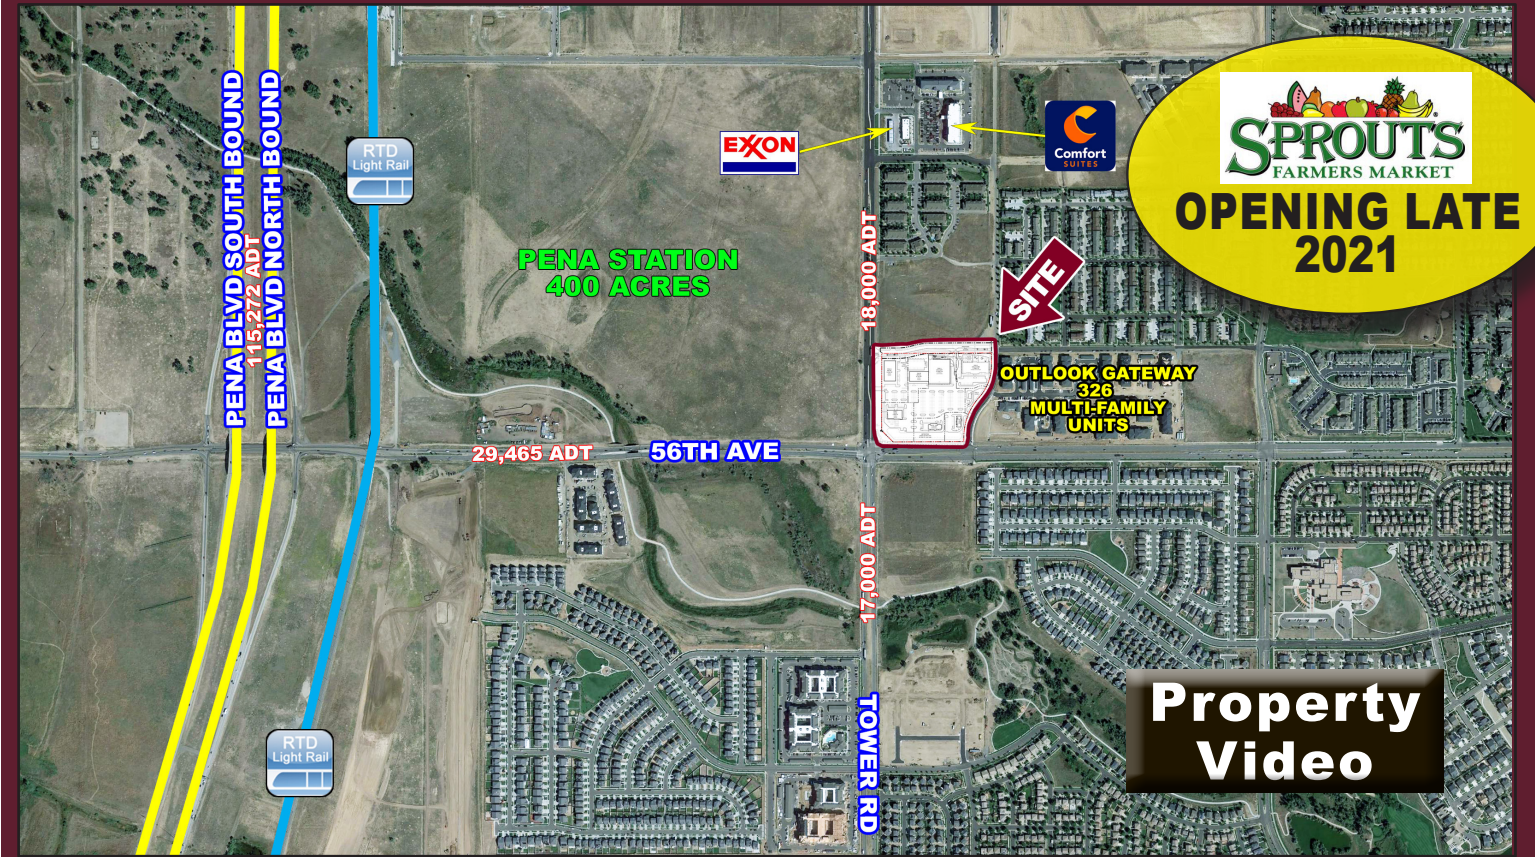 PENA BLVD SOUTH BOUND
115,272 ADT
PENA BLVD NORTH BOUND
RTD
Light Rail
EXXON
Comfort
SUITES
SPROUTS
FARMERS MARKET
OPENING LATE
2021
PENA STATION
400 ACRES
18,000 ADT
SITE
OUTLOOK GATEWAY
326
MULTI-FAMILY
UNITS
29,465 ADT
56TH AVE
17,000 ADT
TOWER RD
RTD
Light Rail
Property
Video